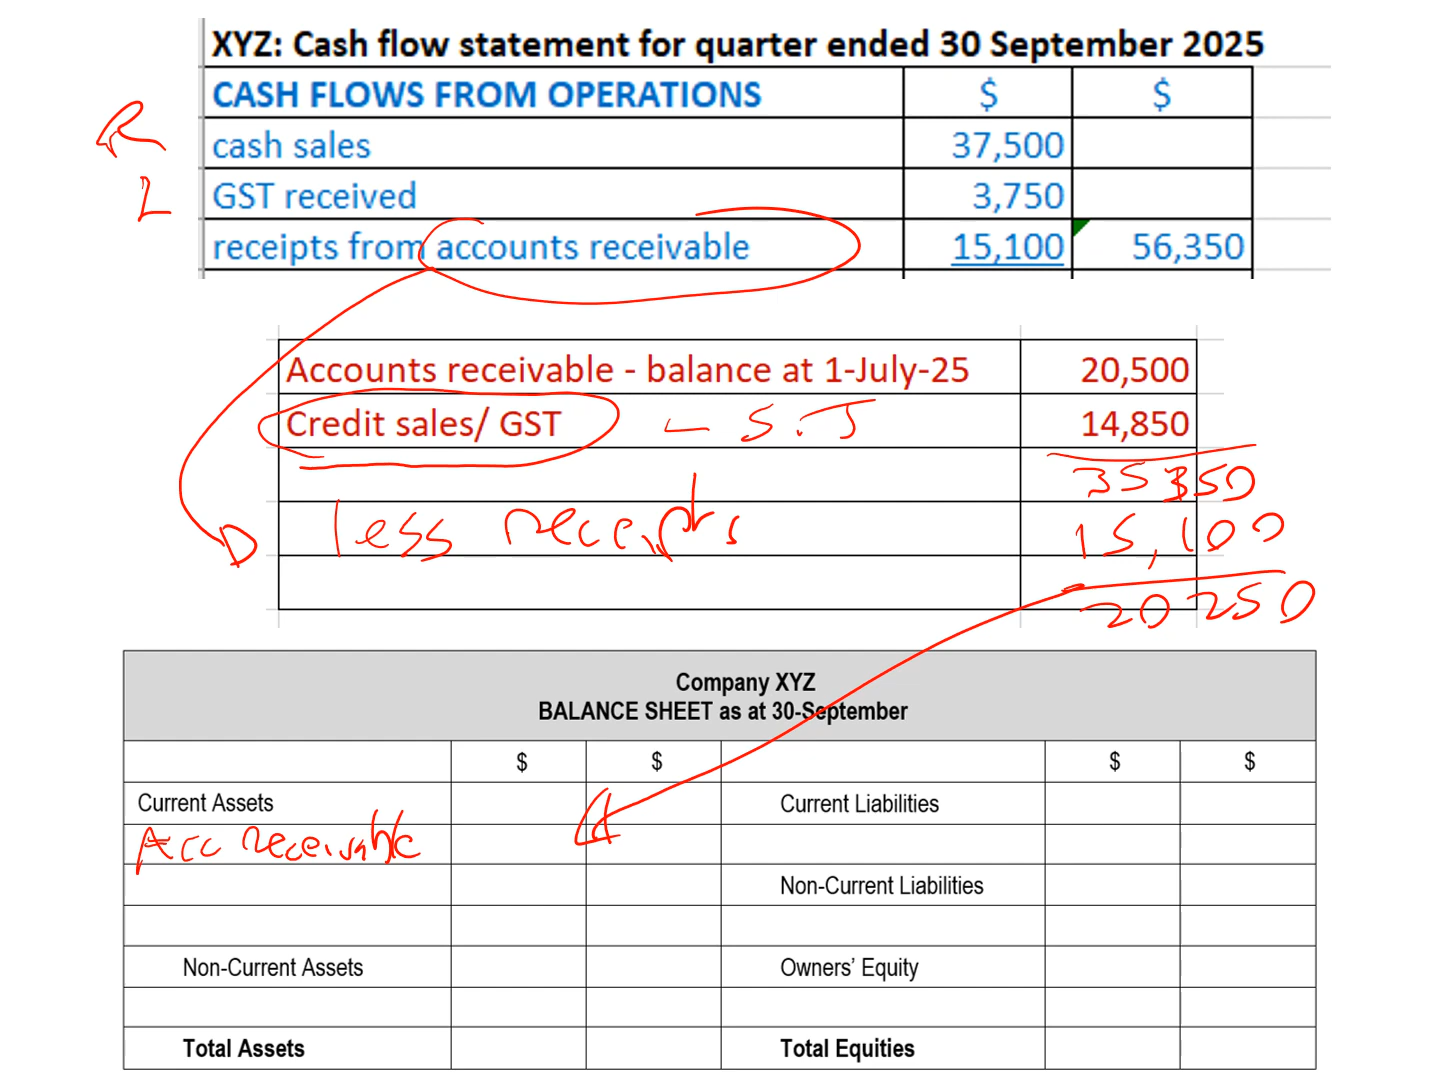 XYZ: Cash flow statement for quarter ended 30 September 2025
CASH FLOWS FROM OPERATIONS $ $
R
cash sales 37,500
L
GST received 3,750
receipts from accounts receivable 15,100 56,350
Accounts receivable - balance at 1-July-25 20,500
Credit sales/ GST - S.J 14,850
35350
less receipts 15,100
20250
Company XYZ
BALANCE SHEET as at 30-September
$ $ $ $
Current Assets Current Liabilities
Acc receivable
Non-Current Liabilities
Non-Current Assets Owners' Equity
Total Assets Total Equities